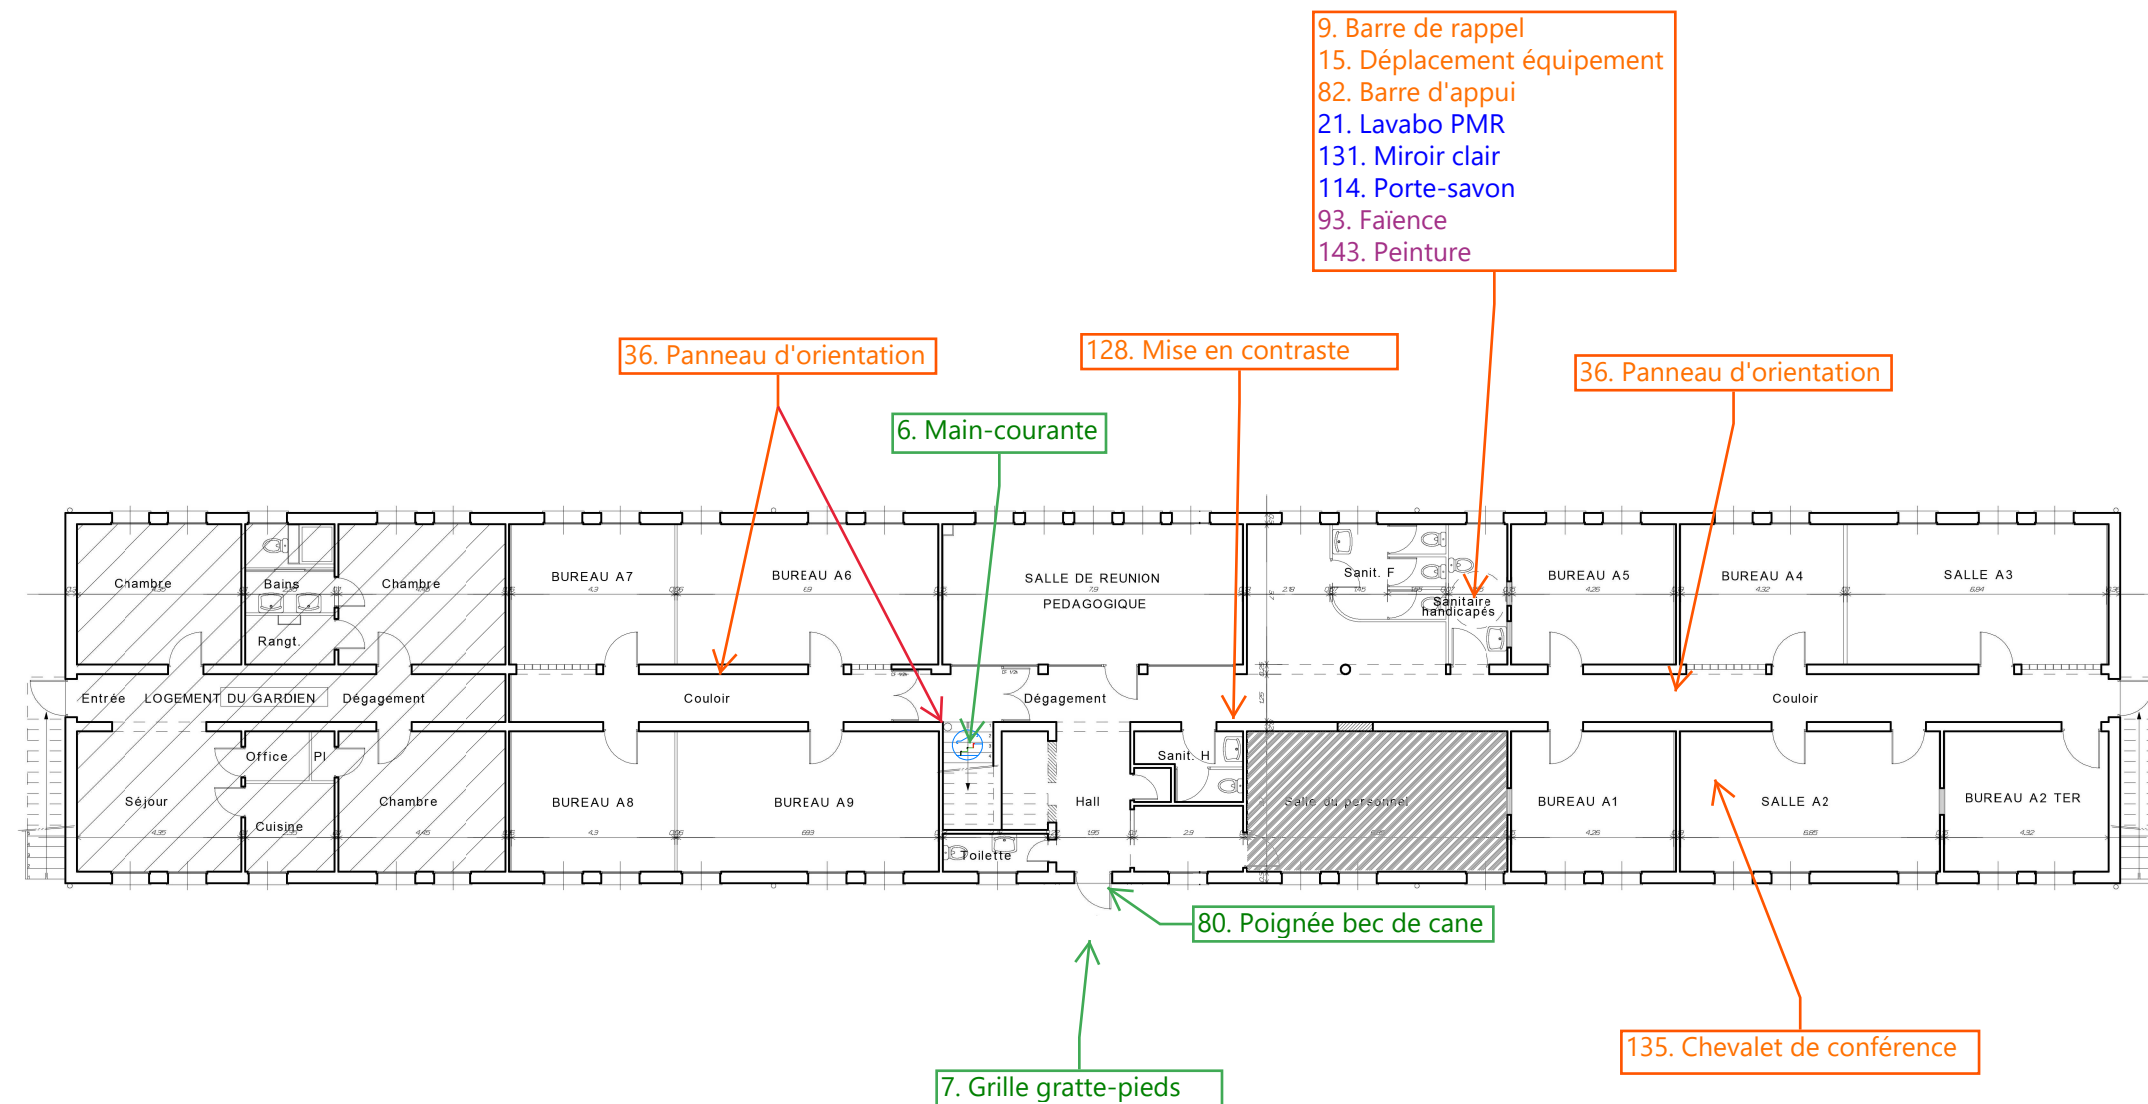 9. Barre de rappel
15. Déplacement équipement
82. Barre d'appui
21. Lavabo PMR
131. Miroir clair
114. Porte-savon
93. Faïence
143. Peinture
36. Panneau d'orientation
128. Mise en contraste
36. Panneau d'orientation
6. Main-courante
Chambre
Bains
Chambre
BUREAU A7
BUREAU A6
SALLE DE REUNION
PEDAGOGIQUE
Sanit. F
Sanitaire
handicapés
BUREAU A5
BUREAU A4
SALLE A3
Rangt.
Entrée
LOGEMENT DU GARDIEN
Dégagement
Couloir
Dégagement
Couloir
Office
Pl
Sanit. H
Séjour
Cuisine
Chambre
BUREAU A8
BUREAU A9
Hall
Salle du personnel
BUREAU A1
SALLE A2
BUREAU A2 TER
Toilette
80. Poignée bec de cane
135. Chevalet de conférence
7. Grille gratte-pieds